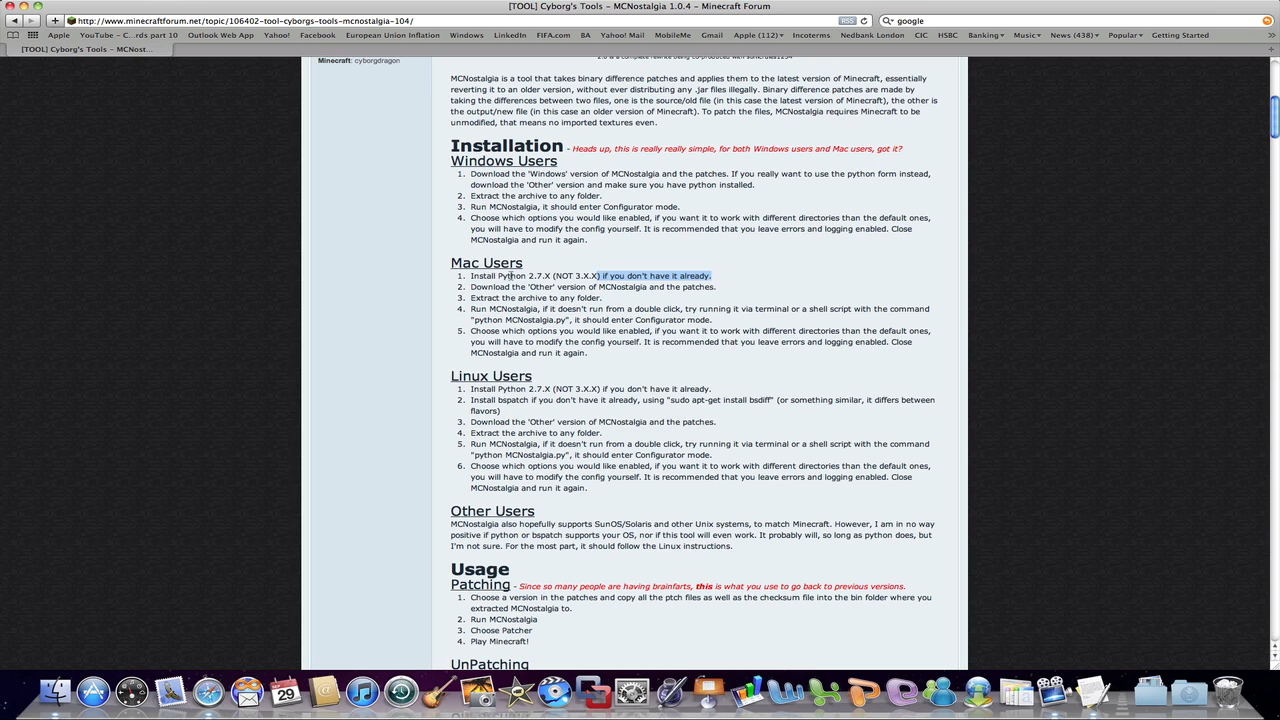 [TOOL] Cyborg's Tools – MCNostalgia 1.0.4 – Minecraft Forum
http://www.minecraftforum.net/topic/106402-tool-cyborgs-tools-mcnostalgia-104/ RSS google
Apple YouTube – C...rds part 10 Outlook Web App Yahoo! Facebook European Union Inflation Windows LinkedIn FIFA.com BA Yahoo! Mail MobileMe Gmail Apple (112) Incoterms Nedbank London CIC HSBC Banking Music News (438) Popular Getting Started
[TOOL] Cyborg's Tools – MCNost...
Minecraft: cyborgdragon
MCNostalgia is a tool that takes binary difference patches and applies them to the latest version of Minecraft, essentially
reverting it to an older version, without ever distributing any .jar files illegally. Binary difference patches are made by
taking the differences between two files, one is the source/old file (in this case the latest version of Minecraft), the other is
the output/new file (in this case an older version of Minecraft). To patch the files, MCNostalgia requires Minecraft to be
unmodified, that means no imported textures even.
Installation - Heads up, this is really really simple, for both Windows users and Mac users, got it?
Windows Users
1. Download the 'Windows' version of MCNostalgia and the patches. If you really want to use the python form instead,
download the 'Other' version and make sure you have python installed.
2. Extract the archive to any folder.
3. Run MCNostalgia, it should enter Configurator mode.
4. Choose which options you would like enabled, if you want it to work with different directories than the default ones,
you will have to modify the config yourself. It is recommended that you leave errors and logging enabled. Close
MCNostalgia and run it again.
Mac Users
1. Install Python 2.7.X (NOT 3.X.X) if you don't have it already.
2. Download the 'Other' version of MCNostalgia and the patches.
3. Extract the archive to any folder.
4. Run MCNostalgia, if it doesn't run from a double click, try running it via terminal or a shell script with the command
"python MCNostalgia.py", it should enter Configurator mode.
5. Choose which options you would like enabled, if you want it to work with different directories than the default ones,
you will have to modify the config yourself. It is recommended that you leave errors and logging enabled. Close
MCNostalgia and run it again.
Linux Users
1. Install Python 2.7.X (NOT 3.X.X) if you don't have it already.
2. Install bspatch if you don't have it already, using "sudo apt-get install bsdiff" (or something similar, it differs between
flavors)
3. Download the 'Other' version of MCNostalgia and the patches.
4. Extract the archive to any folder.
5. Run MCNostalgia, if it doesn't run from a double click, try running it via terminal or a shell script with the command
"python MCNostalgia.py", it should enter Configurator mode.
6. Choose which options you would like enabled, if you want it to work with different directories than the default ones,
you will have to modify the config yourself. It is recommended that you leave errors and logging enabled. Close
MCNostalgia and run it again.
Other Users
MCNostalgia also hopefully supports SunOS/Solaris and other Unix systems, to match Minecraft. However, I am in no way
positive if python or bspatch supports your OS, nor if this tool will even work. It probably will, so long as python does, but
I'm not sure. For the most part, it should follow the Linux instructions.
Usage
Patching - Since so many people are having brainfarts, this is what you use to go back to previous versions.
1. Choose a version in the patches and copy all the ptch files as well as the checksum file into the bin folder where you
extracted MCNostalgia to.
2. Run MCNostalgia
3. Choose Patcher
4. Play Minecraft!
UnPatching
29